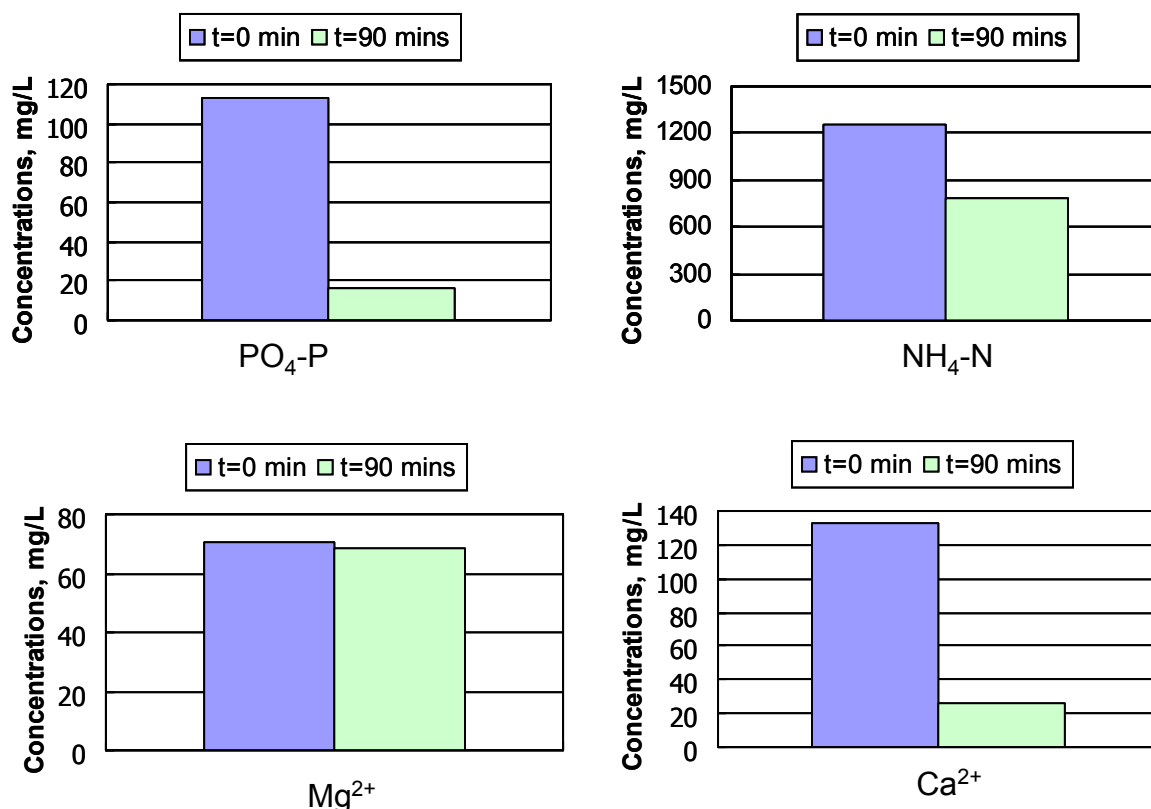 t=0 min t=90 mins
Concentrations, mg/L
120
100
80
60
40
20
0
PO₄-P
t=0 min t=90 mins
Concentrations, mg/L
1500
1200
900
600
300
0
NH₄-N
t=0 min t=90 mins
Concentrations, mg/L
80
60
40
20
0
Mg²⁺
t=0 min t=90 mins
Concentrations, mg/L
140
120
100
80
60
40
20
0
Ca²⁺